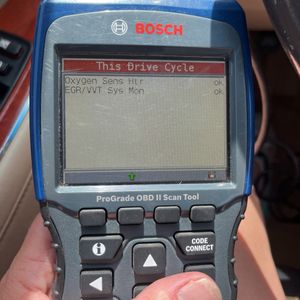 BOSCH
This Drive Cycle
Oxygen Sens Htr ok
EGR/VVT Sys Mon ok
ProGrade OBD II Scan Tool
i
CODE
CONNECT